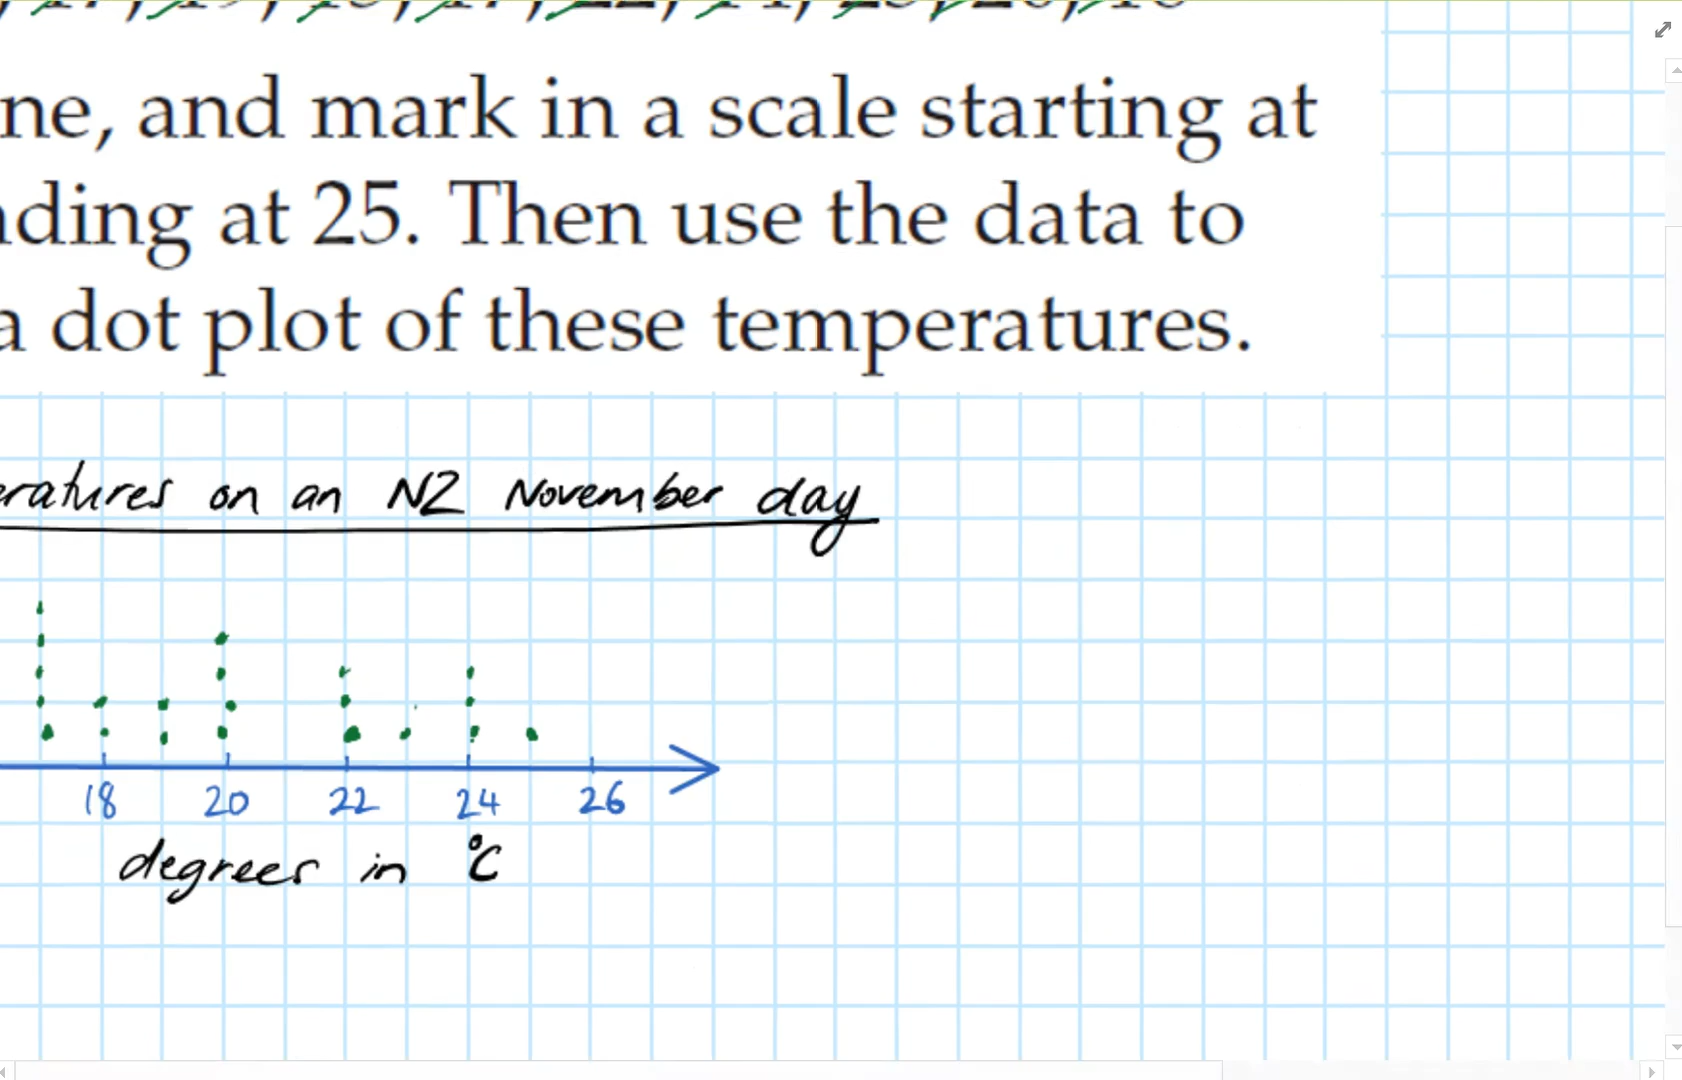 ne, and mark in a scale starting at
ding at 25. Then use the data to
a dot plot of these temperatures.
eratures on an NZ November day
18 20 22 24 26
degrees in °C